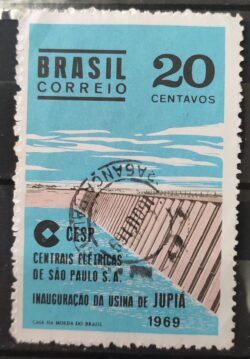 BRASIL 20
CORREIO CENTAVOS
CESP
CENTRAIS ELÉTRICAS
DE SÃO PAULO S.A.
INAUGURAÇÃO DA USINA DE JUPIÁ
CASA DA MOEDA DO BRASIL 1969